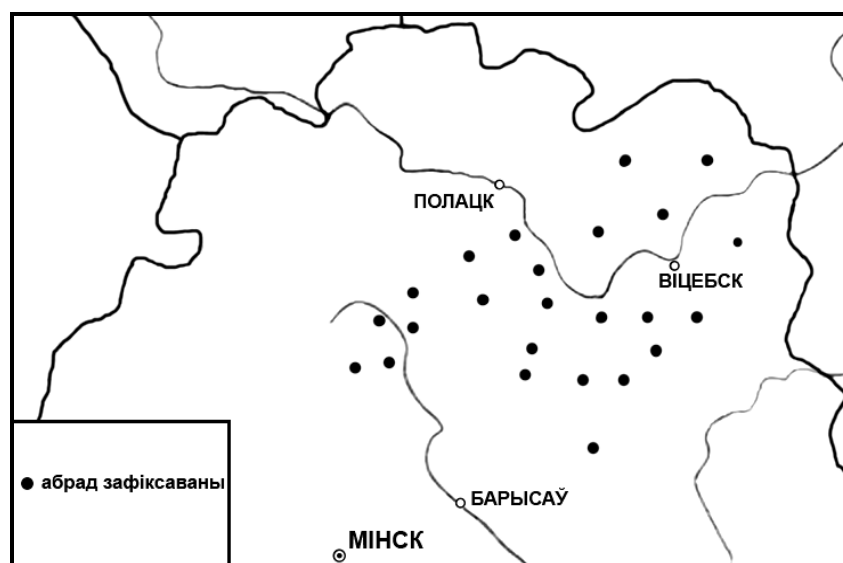 ПОЛАЦК
ВІЦЕБСК
абрад зафіксаваны
БАРЫСАЎ
МІНСК